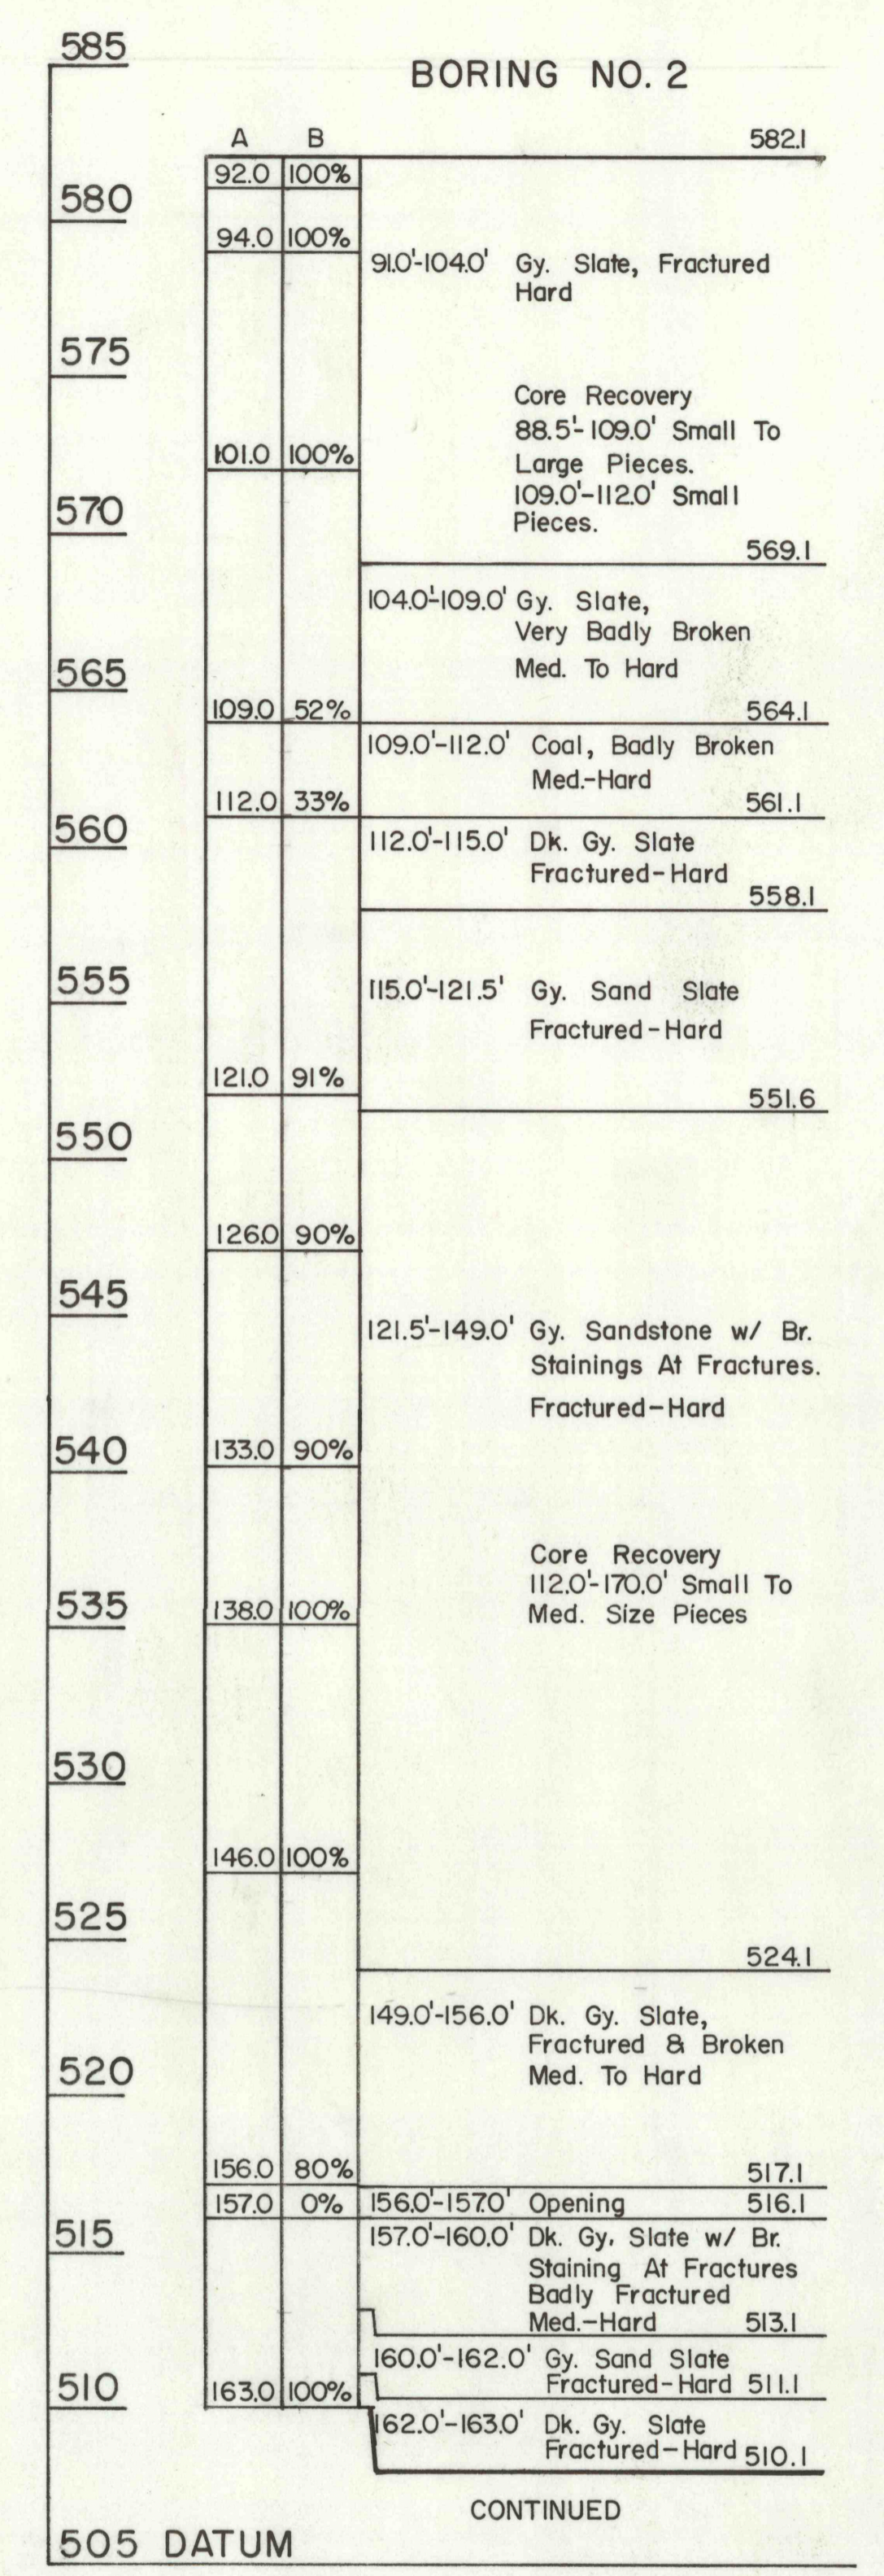 585
BORING NO. 2
A B 582.1
92.0 100%
580
94.0 100%
91.0'-104.0' Gy. Slate, Fractured
Hard
575
Core Recovery
88.5'-109.0' Small To
101.0 100%
Large Pieces.
109.0'-112.0' Small
570
Pieces.
569.1
104.0'-109.0' Gy. Slate,
Very Badly Broken
565
Med. To Hard
109.0 52% 564.1
109.0'-112.0' Coal, Badly Broken
Med.-Hard
112.0 33% 561.1
560
112.0'-115.0' Dk. Gy. Slate
Fractured-Hard
558.1
555
115.0'-121.5' Gy. Sand Slate
Fractured-Hard
121.0 91%
551.6
550
126.0 90%
545
121.5'-149.0' Gy. Sandstone w/ Br.
Stainings At Fractures.
Fractured-Hard
540
133.0 90%
Core Recovery
112.0'-170.0' Small To
535
138.0 100%
Med. Size Pieces
530
146.0 100%
525
524.1
149.0'-156.0' Dk. Gy. Slate,
Fractured & Broken
520
Med. To Hard
156.0 80% 517.1
157.0 0% 156.0'-157.0' Opening 516.1
515
157.0'-160.0' Dk. Gy. Slate w/ Br.
Staining At Fractures
Badly Fractured
Med.-Hard 513.1
160.0'-162.0' Gy. Sand Slate
Fractured-Hard 511.1
510
163.0 100%
162.0'-163.0' Dk. Gy. Slate
Fractured-Hard 510.1
CONTINUED
505 DATUM